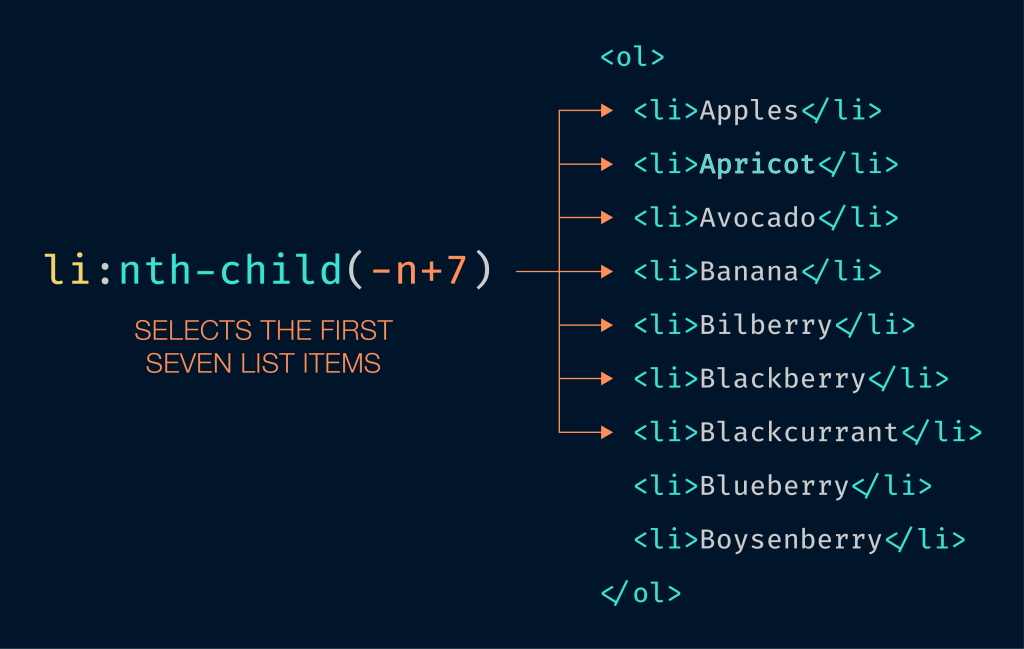 li:nth-child(-n+7)
SELECTS THE FIRST
SEVEN LIST ITEMS
<ol>
<li>Apples</li>
<li>Apricot</li>
<li>Avocado</li>
<li>Banana</li>
<li>Bilberry</li>
<li>Blackberry</li>
<li>Blackcurrant</li>
<li>Blueberry</li>
<li>Boysenberry</li>
</ol>